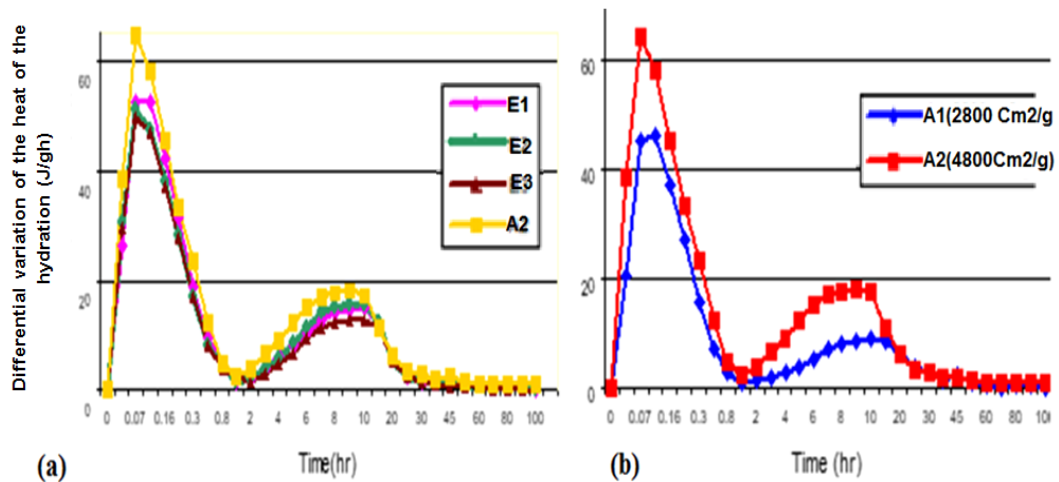 Differential variation of the heat of the
hydration (J/gh)
60
40
20
0
E1
E2
E3
A2
0 0.07 0.16 0.3 0.8 2 4 6 8 10 20 30 45 60 80 100
(a)
Time(hr)
60
40
20
0
A1(2800 Cm2/g
A2(4800Cm2/g)
0 0.07 0.16 0.3 0.8 2 4 6 8 10 20 30 45 60 80 100
(b)
Time (hr)